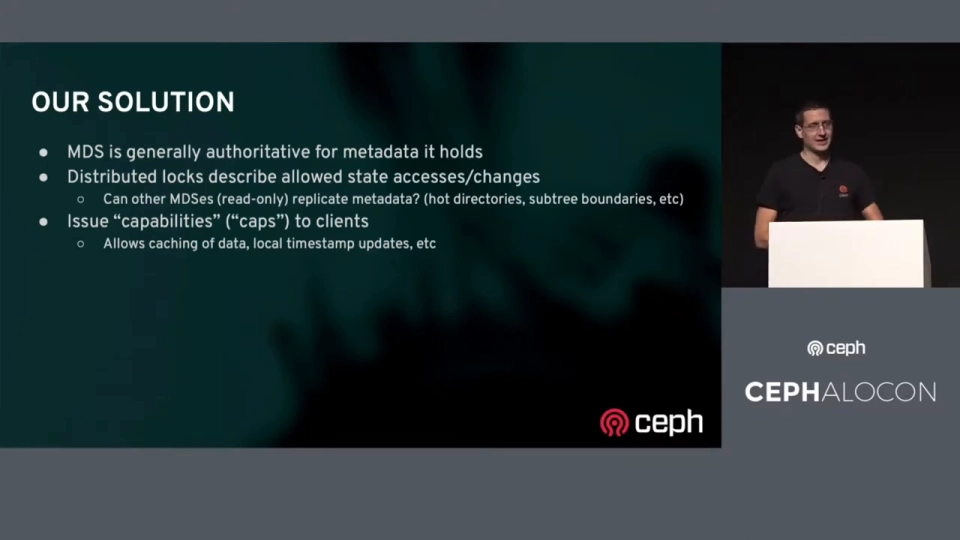 OUR SOLUTION
● MDS is generally authoritative for metadata it holds
● Distributed locks describe allowed state accesses/changes
○ Can other MDSes (read-only) replicate metadata? (hot directories, subtree boundaries, etc)
● Issue “capabilities” (“caps”) to clients
○ Allows caching of data, local timestamp updates, etc
ceph
ceph
CEPHALOCON